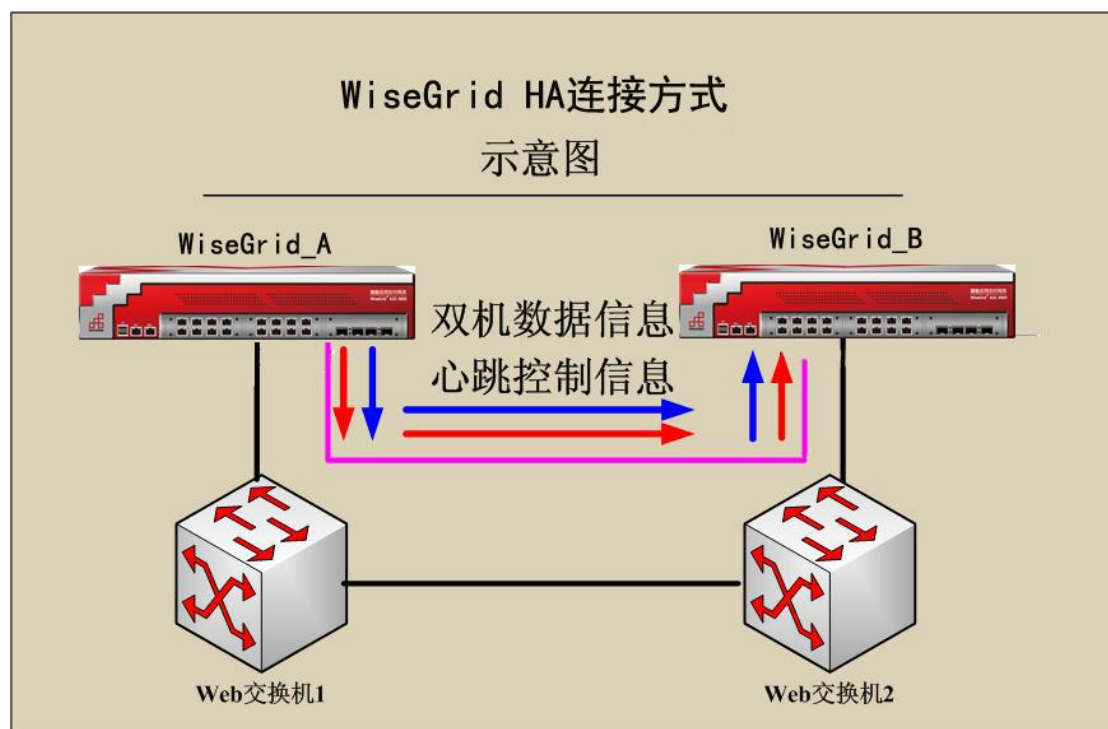 WiseGrid HA连接方式
示意图
WiseGrid_A
WiseGrid_B
双机数据信息
心跳控制信息
Web交换机1
Web交换机2